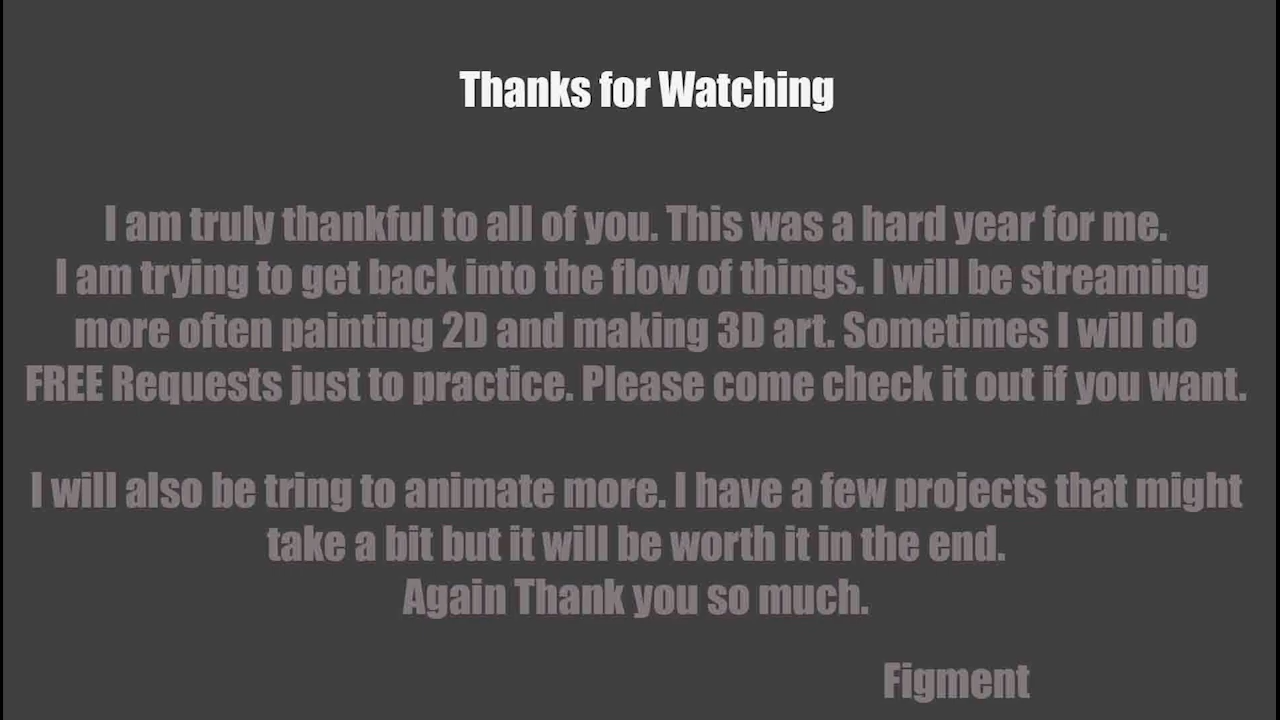 Thanks for Watching
I am truly thankful to all of you. This was a hard year for me.
I am trying to get back into the flow of things. I will be streaming
more often painting 2D and making 3D art. Sometimes I will do
FREE Requests just to practice. Please come check it out if you want.
I will also be tring to animate more. I have a few projects that might
take a bit but it will be worth it in the end.
Again Thank you so much.
Figment